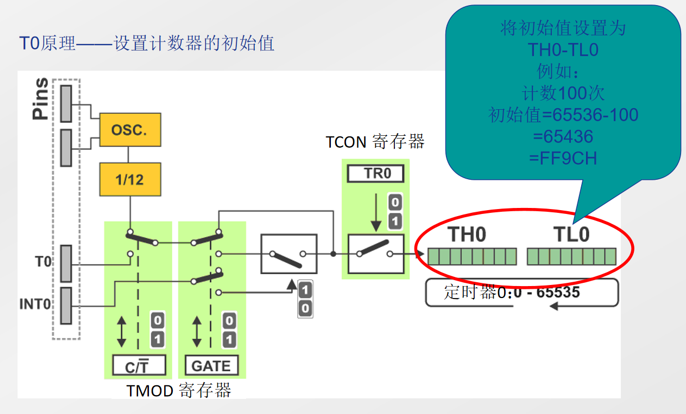 T0原理——设置计数器的初始值
将初始值设置为
TH0-TL0
例如：
计数100次
初始值=65536-100
=65436
=FF9CH
Pins
OSC.
1/12
TCON 寄存器
TR0
0
1
TH0
TL0
T0
INT0
1
0
定时器0:0 - 65535
0
1
0
1
C/T̅
GATE
TMOD 寄存器